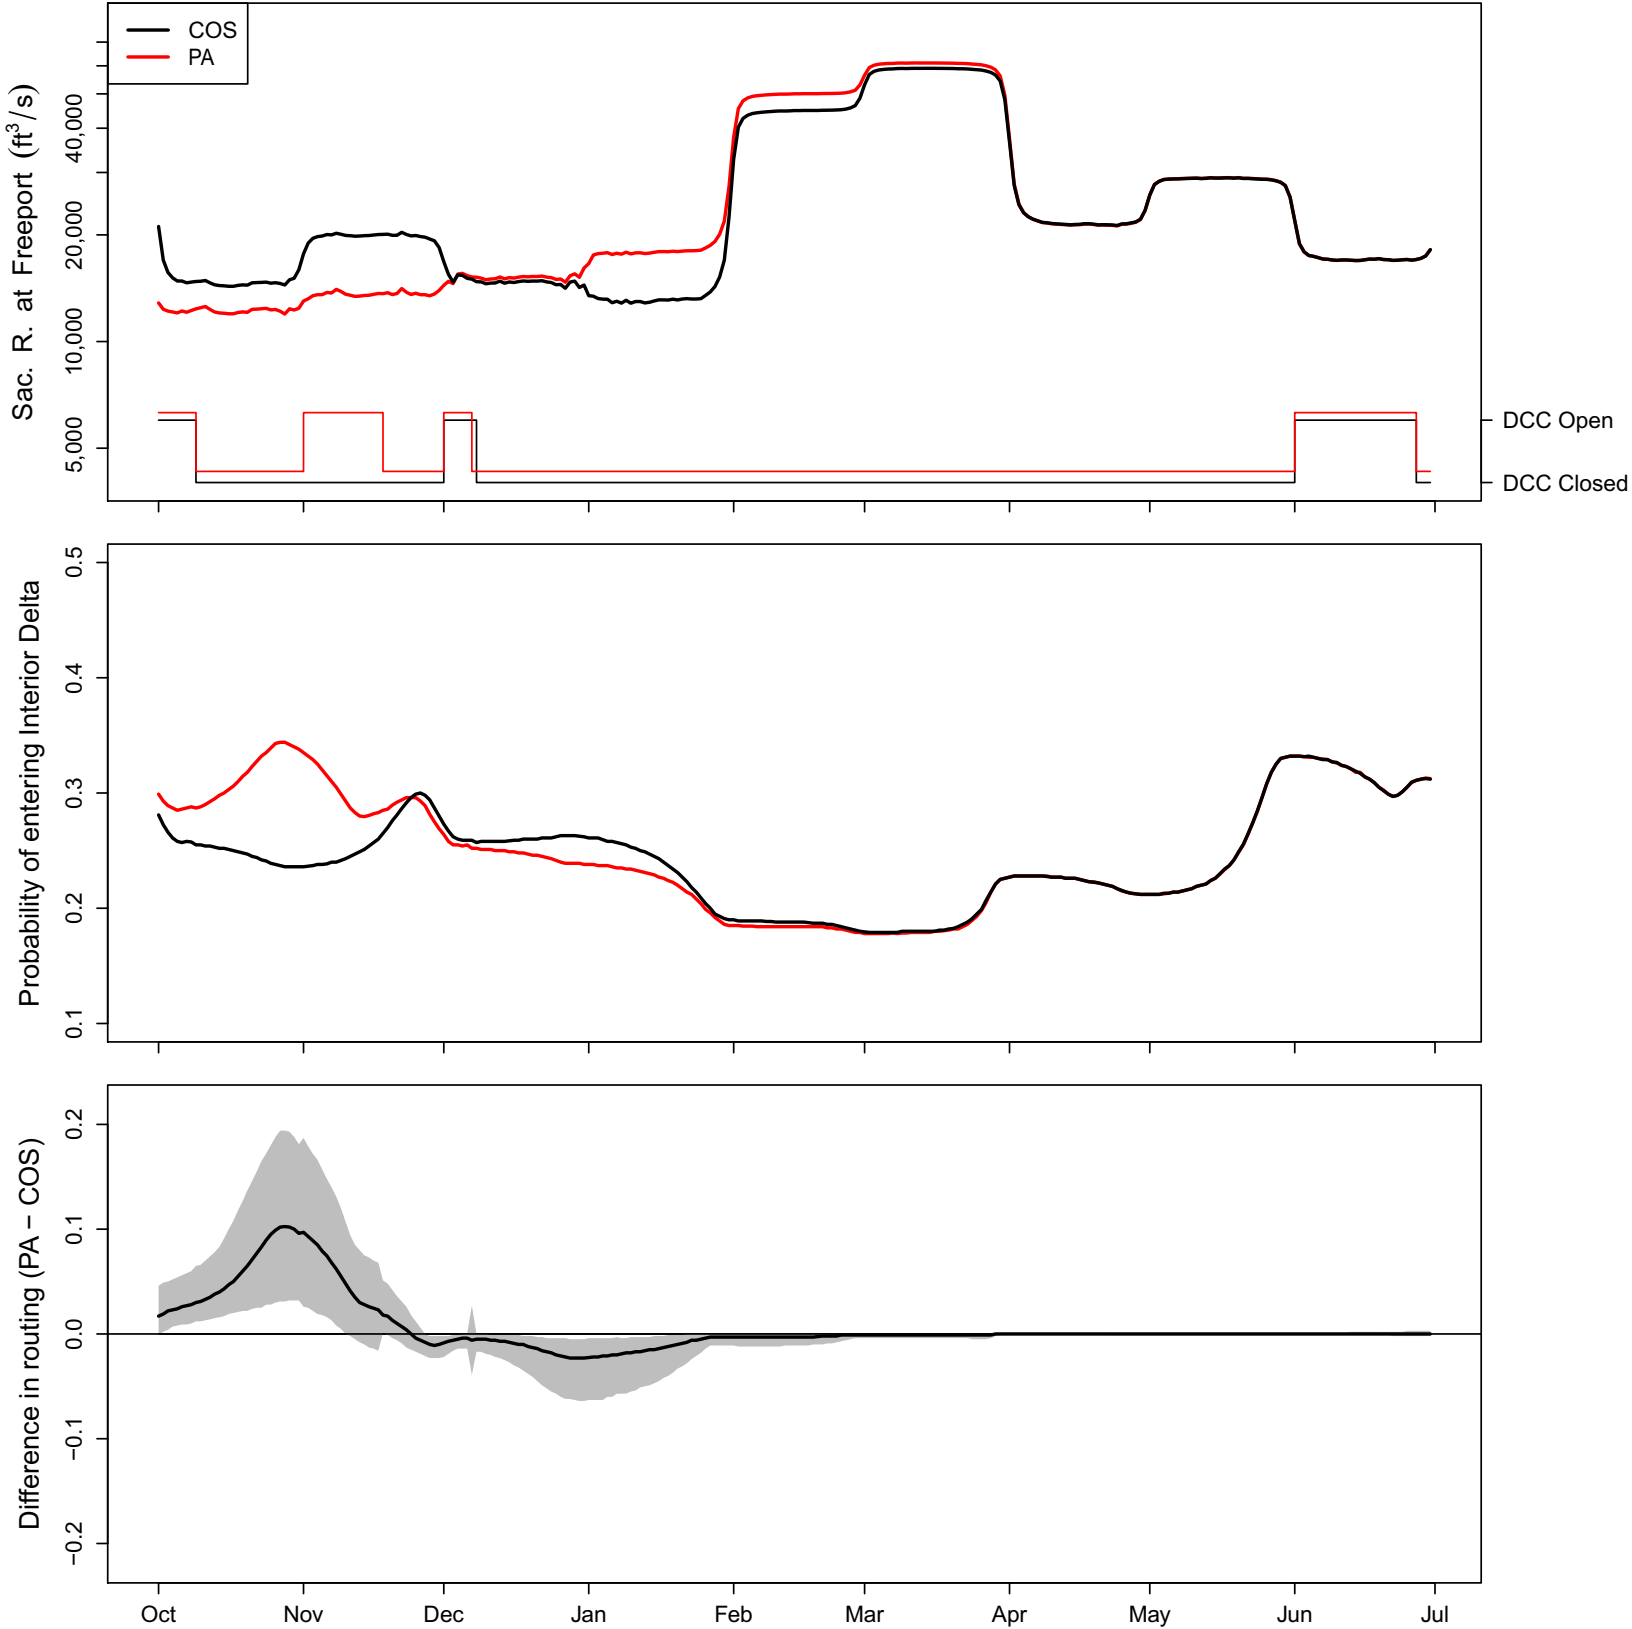 COS
PA
Sac. R. at Freeport (ft³/s)
40,000
20,000
10,000
5,000
DCC Open
DCC Closed
Probability of entering Interior Delta
0.5
0.4
0.3
0.2
0.1
Difference in routing (PA − COS)
0.2
0.1
0.0
−0.1
−0.2
Oct Nov Dec Jan Feb Mar Apr May Jun Jul